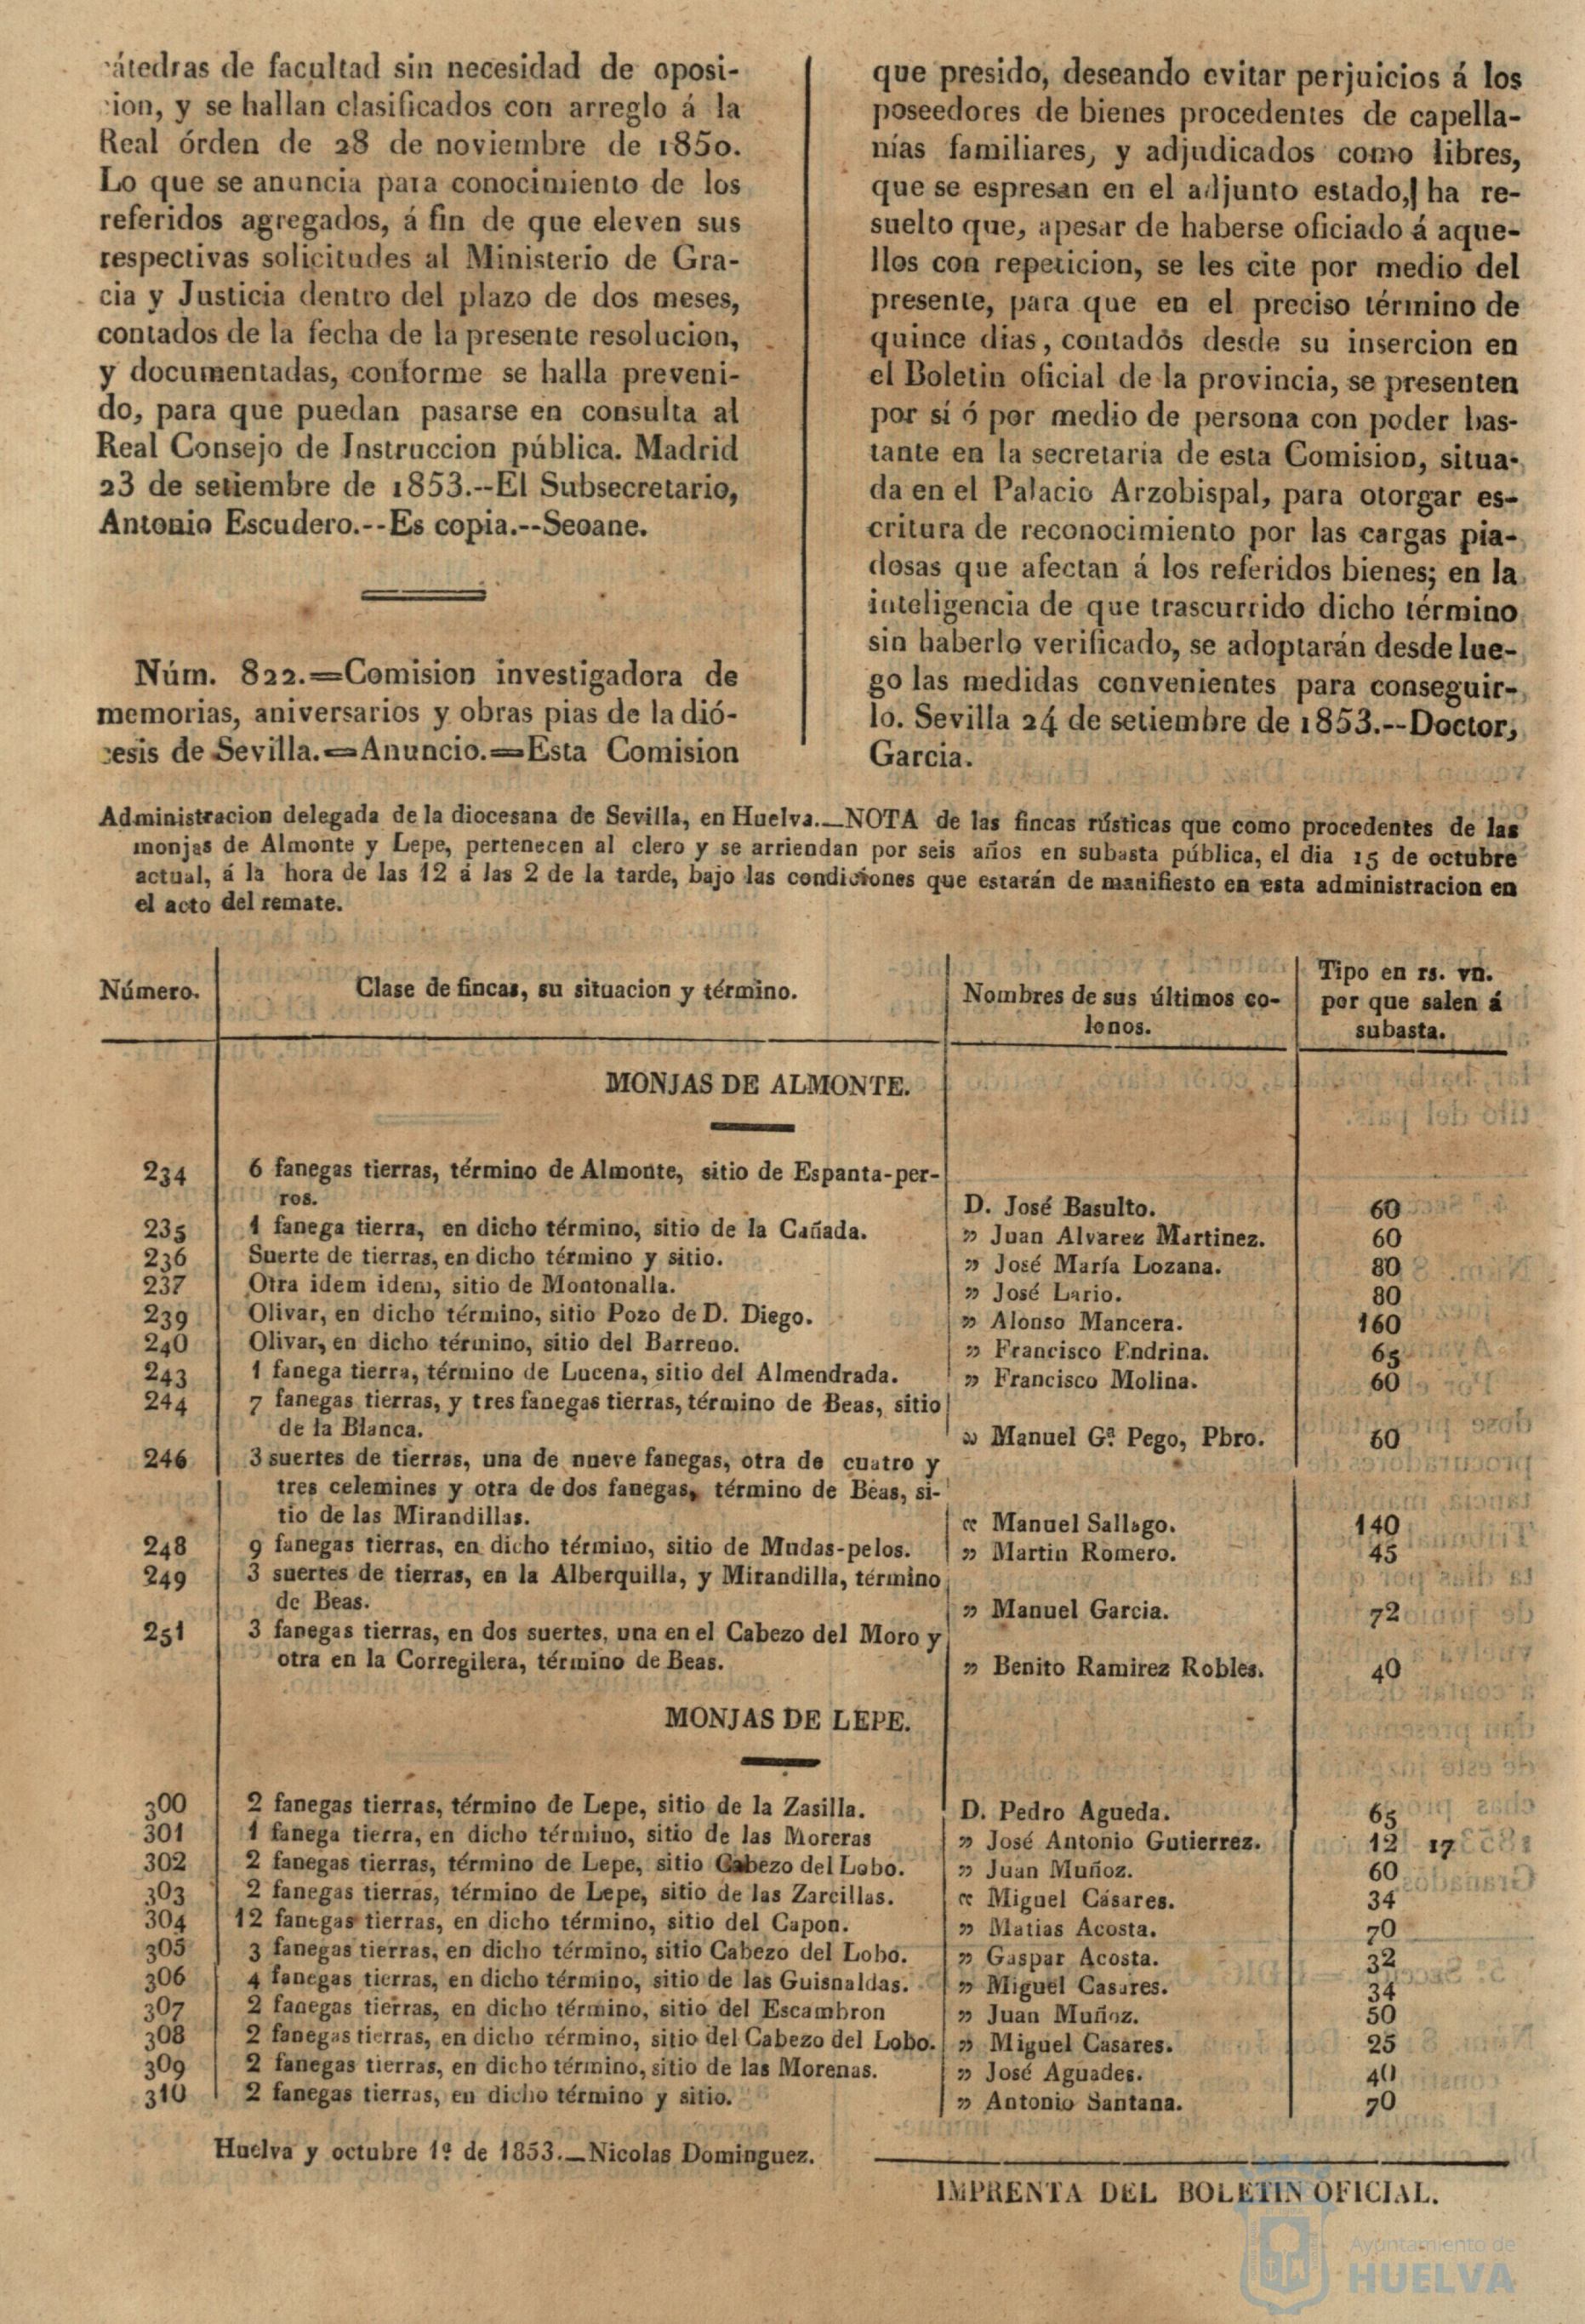 átedras de facultad sin necesidad de oposi-
ion, y se hallan clasificados con arreglo á la
Real órden de 28 de noviembre de 1850.
Lo que se anuncia para conocimiento de los
referidos agregados, á fin de que eleven sus
respectivas solicitudes al Ministerio de Gra-
cia y Justicia dentro del plazo de dos meses,
contados de la fecha de la presente resolucion,
y documentadas, conforme se halla preveni-
do, para que puedan pasarse en consulta al
Real Consejo de Instruccion pública. Madrid
23 de setiembre de 1853.--El Subsecretario,
Antonio Escudero.--Es copia.--Seoane.
Núm. 822.=Comision investigadora de
memorias, aniversarios y obras pias de la dió-
cesis de Sevilla.=Anuncio.=Esta Comision
que presido, deseando evitar perjuicios á los
poseedores de bienes procedentes de capella-
nías familiares, y adjudicados como libres,
que se espresan en el adjunto estado, ha re-
suelto que, apesar de haberse oficiado á aque-
llos con repeticion, se les cite por medio del
presente, para que en el preciso término de
quince dias, contados desde su insercion en
el Boletin oficial de la provincia, se presenten
por sí ó por medio de persona con poder bas-
tante en la secretaria de esta Comision, situa-
da en el Palacio Arzobispal, para otorgar es-
critura de reconocimiento por las cargas pia-
dosas que afectan á los referidos bienes; en la
inteligencia de que trascurrido dicho término
sin haberlo verificado, se adoptarán desde lue-
go las medidas convenientes para conseguir-
lo. Sevilla 24 de setiembre de 1853.--Doctor,
Garcia.
Administracion delegada de la diocesana de Sevilla, en Huelva.—NOTA de las fincas rústicas que como procedentes de las
monjas de Almonte y Lepe, pertenecen al clero y se arriendan por seis años en subasta pública, el dia 15 de octubre
actual, á la hora de las 12 á las 2 de la tarde, bajo las condiciones que estarán de manifiesto en esta administracion en
el acto del remate.
Número. Clase de fincas, su situacion y término. Nombres de sus últimos co-
lonos. Tipo en rs. vn.
por que salen á
subasta.
MONJAS DE ALMONTE.
234 6 fanegas tierras, término de Almonte, sitio de Espanta-per-
ros. D. José Basulto. 60
235 1 fanega tierra, en dicho término, sitio de la Cañada. » Juan Alvarez Martinez. 60
236 Suerte de tierras, en dicho término y sitio. » José María Lozana. 80
237 Otra idem idem, sitio de Montonalla. » José Lario. 80
239 Olivar, en dicho término, sitio Pozo de D. Diego. » Alonso Mancera. 160
240 Olivar, en dicho término, sitio del Barreno. » Francisco Endrina. 65
243 1 fanega tierra, término de Lucena, sitio del Almendrada. » Francisco Molina. 60
244 7 fanegas tierras, y tres fanegas tierras, término de Beas, sitio
de la Blanca. » Manuel G.ª Pego, Pbro. 60
246 3 suertes de tierras, una de nueve fanegas, otra de cuatro y
tres celemines y otra de dos fanegas, término de Beas, si-
tio de las Mirandillas. « Manuel Sallago. 140
248 9 fanegas tierras, en dicho término, sitio de Mudas-pelos. » Martin Romero. 45
249 3 suertes de tierras, en la Alberquilla, y Mirandilla, término
de Beas. » Manuel Garcia. 72
251 3 fanegas tierras, en dos suertes, una en el Cabezo del Moro y
otra en la Corregilera, término de Beas. » Benito Ramirez Robles. 40
MONJAS DE LEPE.
300 2 fanegas tierras, término de Lepe, sitio de la Zasilla. D. Pedro Agueda. 65
301 1 fanega tierra, en dicho término, sitio de las Moreras » José Antonio Gutierrez. 12 17
302 2 fanegas tierras, término de Lepe, sitio Cabezo del Lobo. » Juan Muñoz. 60
303 2 fanegas tierras, término de Lepe, sitio de las Zarcillas. « Miguel Casares. 34
304 12 fanegas tierras, en dicho término, sitio del Capon. » Matias Acosta. 70
305 3 fanegas tierras, en dicho término, sitio Cabezo del Lobo. » Gaspar Acosta. 32
306 4 fanegas tierras, en dicho término, sitio de las Guisnaldas. » Miguel Casares. 34
307 2 fanegas tierras, en dicho término, sitio del Escambron » Juan Muñoz. 50
308 2 fanegas tierras, en dicho término, sitio del Cabezo del Lobo. » Miguel Casares. 25
309 2 fanegas tierras, en dicho término, sitio de las Morenas. » José Aguades. 40
310 2 fanegas tierras, en dicho término y sitio. » Antonio Santana. 70
Huelva y octubre 1º de 1853.—Nicolas Dominguez.
IMPRENTA DEL BOLETIN OFICIAL.
Ayuntamiento de
HUELVA